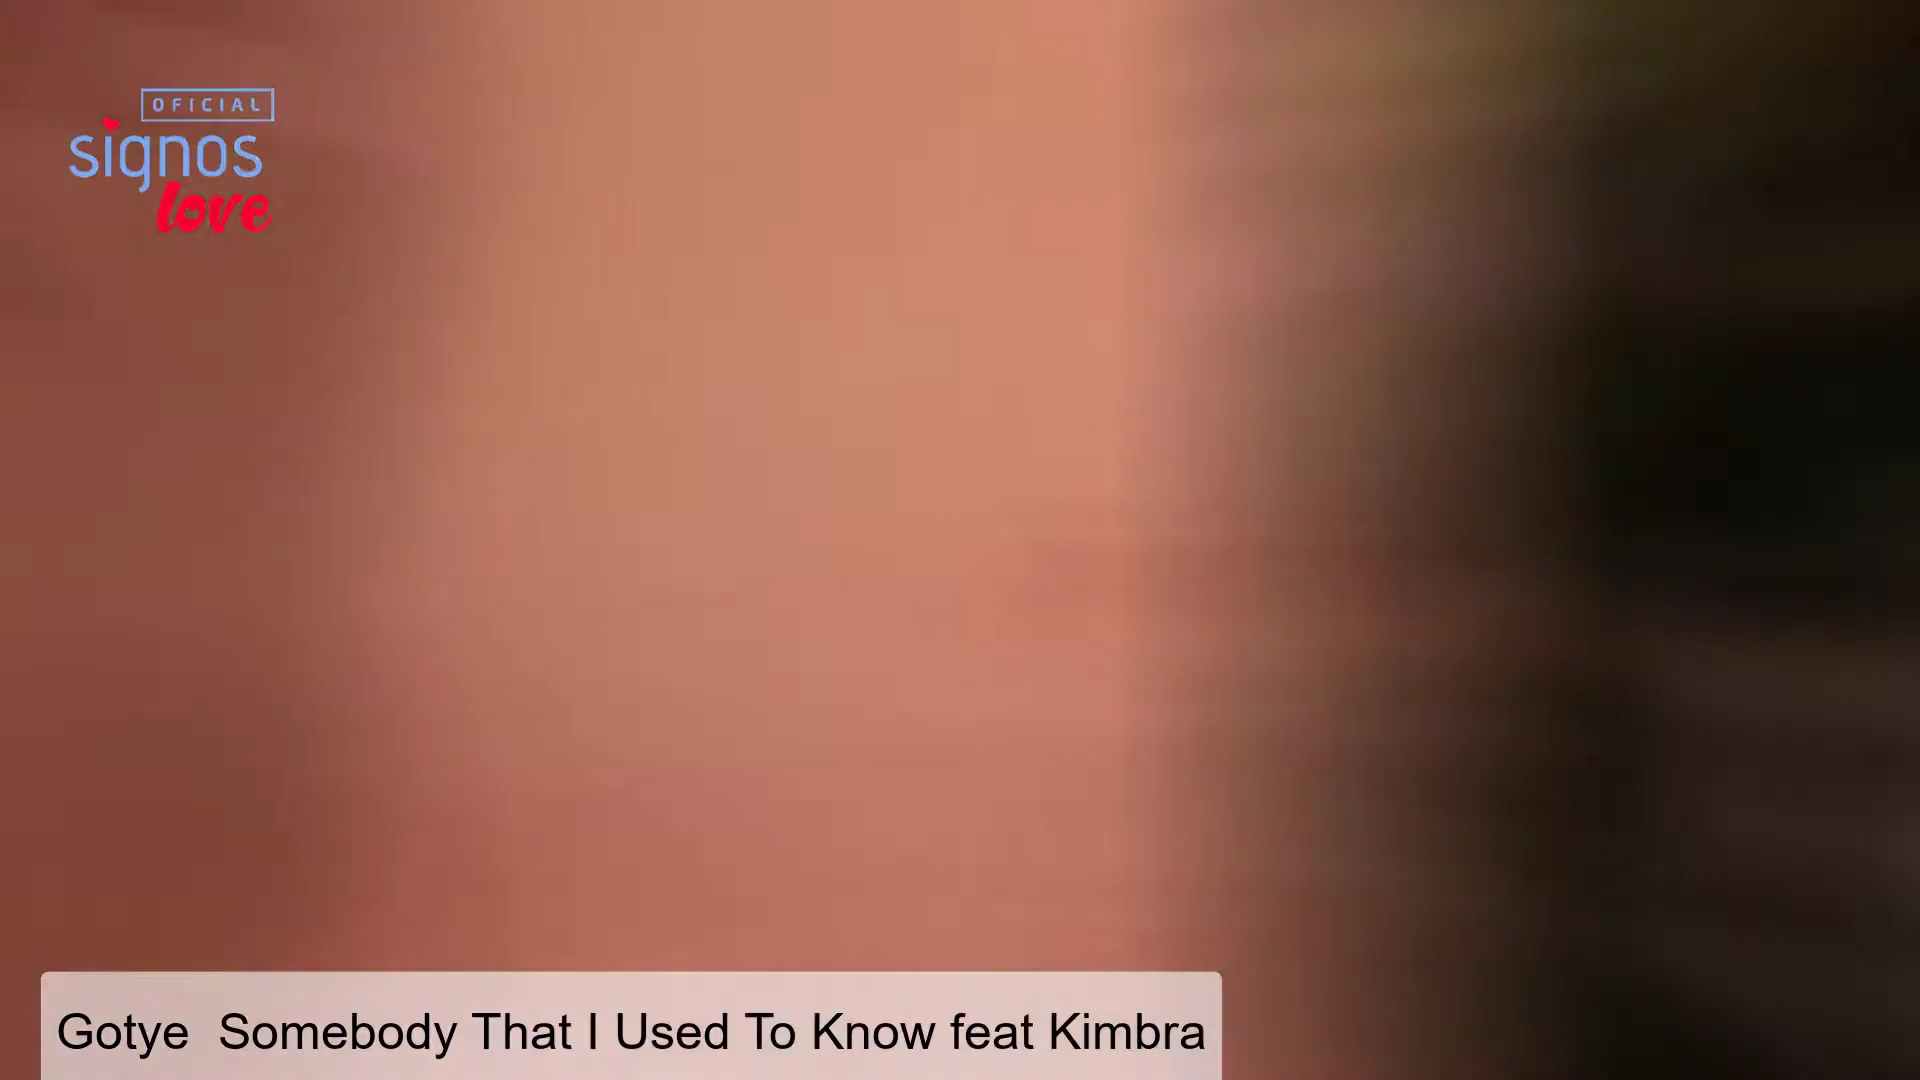 OFICIAL
signos
love
Gotye  Somebody That I Used To Know feat Kimbra